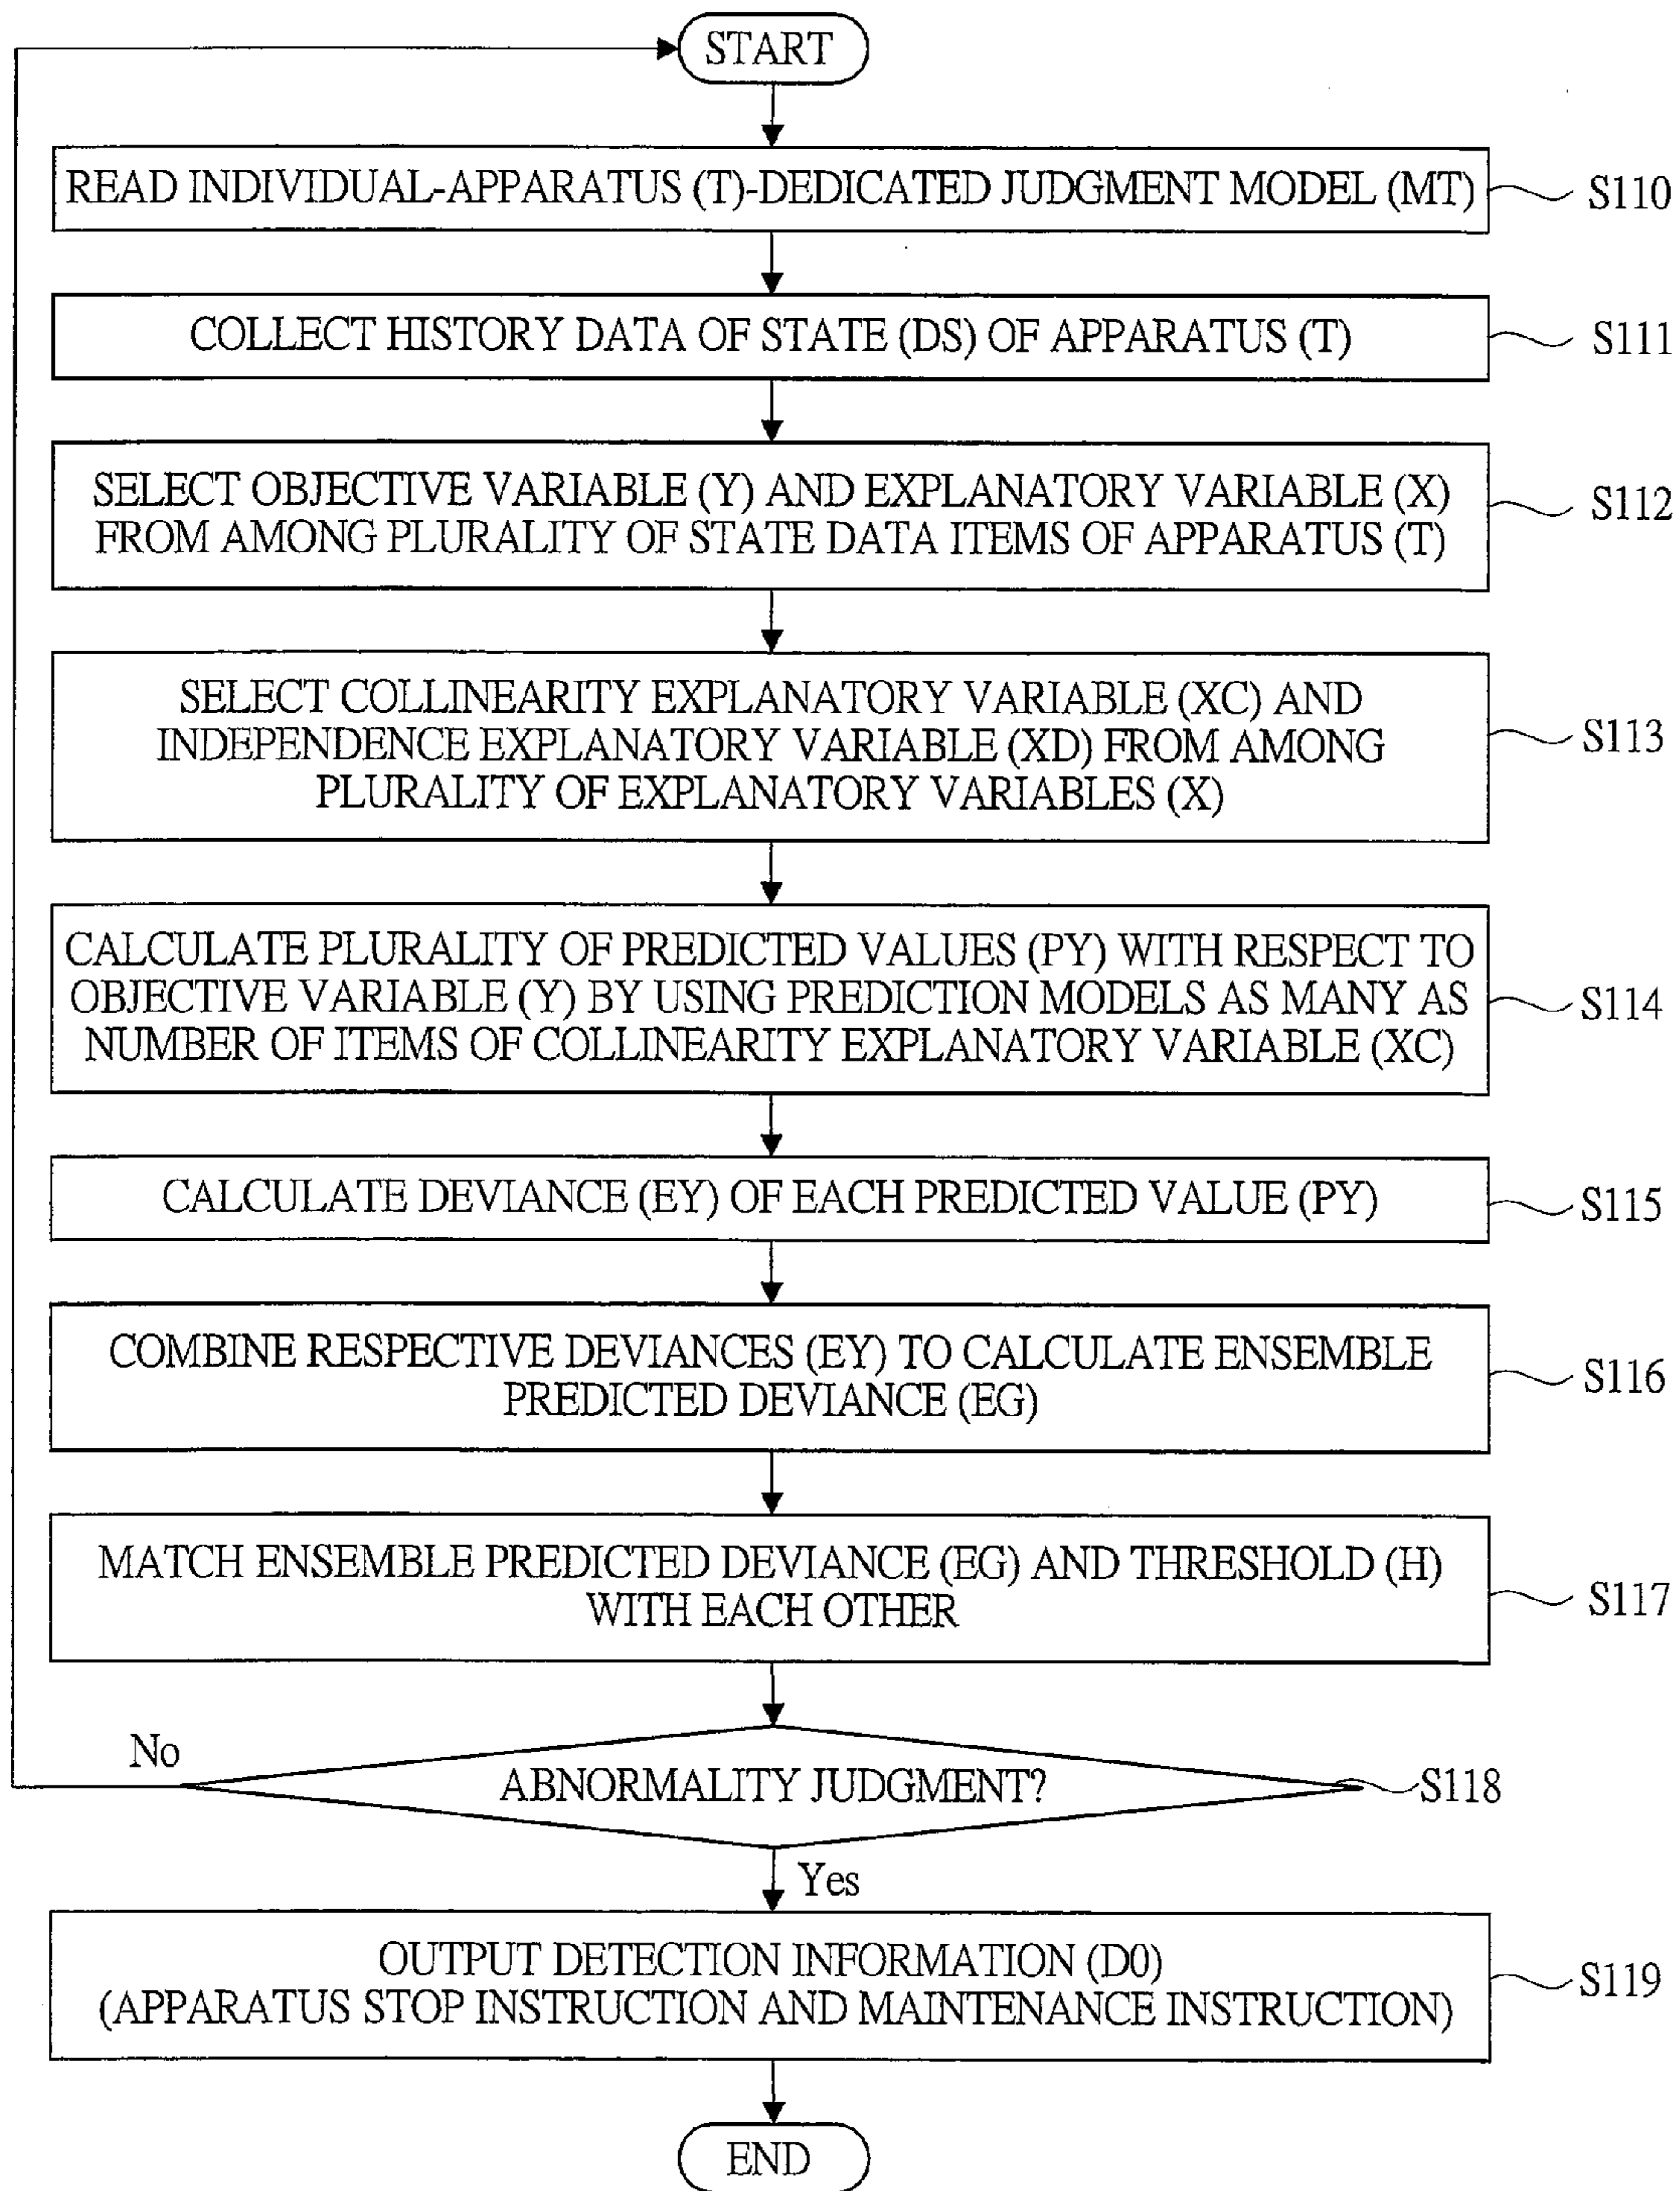 START
READ INDIVIDUAL-APPARATUS (T)-DEDICATED JUDGMENT MODEL (MT)
S110
COLLECT HISTORY DATA OF STATE (DS) OF APPARATUS (T)
S111
SELECT OBJECTIVE VARIABLE (Y) AND EXPLANATORY VARIABLE (X)
FROM AMONG PLURALITY OF STATE DATA ITEMS OF APPARATUS (T)
S112
SELECT COLLINEARITY EXPLANATORY VARIABLE (XC) AND
INDEPENDENCE EXPLANATORY VARIABLE (XD) FROM AMONG
PLURALITY OF EXPLANATORY VARIABLES (X)
S113
CALCULATE PLURALITY OF PREDICTED VALUES (PY) WITH RESPECT TO
OBJECTIVE VARIABLE (Y) BY USING PREDICTION MODELS AS MANY AS
NUMBER OF ITEMS OF COLLINEARITY EXPLANATORY VARIABLE (XC)
S114
CALCULATE DEVIANCE (EY) OF EACH PREDICTED VALUE (PY)
S115
COMBINE RESPECTIVE DEVIANCES (EY) TO CALCULATE ENSEMBLE
PREDICTED DEVIANCE (EG)
S116
MATCH ENSEMBLE PREDICTED DEVIANCE (EG) AND THRESHOLD (H)
WITH EACH OTHER
S117
No
ABNORMALITY JUDGMENT?
S118
Yes
OUTPUT DETECTION INFORMATION (D0)
(APPARATUS STOP INSTRUCTION AND MAINTENANCE INSTRUCTION)
S119
END